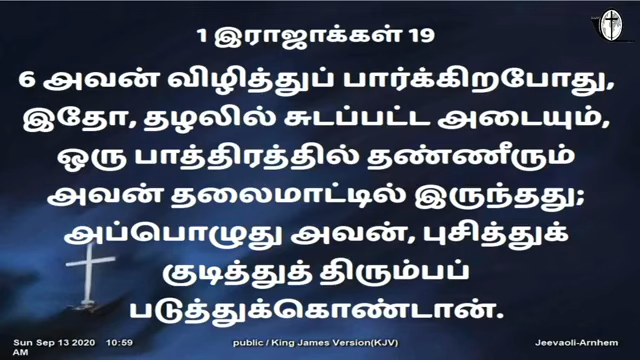 1 இராஜாக்கள் 19
6 அவன் விழித்துப் பார்க்கிறபோது,
இதோ, தழலில் சுடப்பட்ட அடையும்,
ஒரு பாத்திரத்தில் தண்ணீரும்
அவன் தலைமாட்டில் இருந்தது;
அப்பொழுது அவன், புசித்துக்
குடித்துத் திரும்பப்
படுத்துக்கொண்டான்.
Sun Sep 13 2020 10:59
AM
public / King James Version(KJV)
Jeevaoli-Arnhem